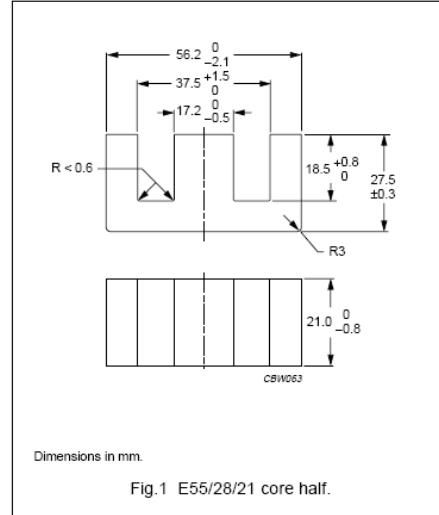 56.2 0 –2.1
37.5 +1.5 0
17.2 0 –0.5
R < 0.6
18.5 +0.8 0
27.5 ±0.3
R3
21.0 0 –0.8
CBW063
Dimensions in mm.
Fig.1 E55/28/21 core half.